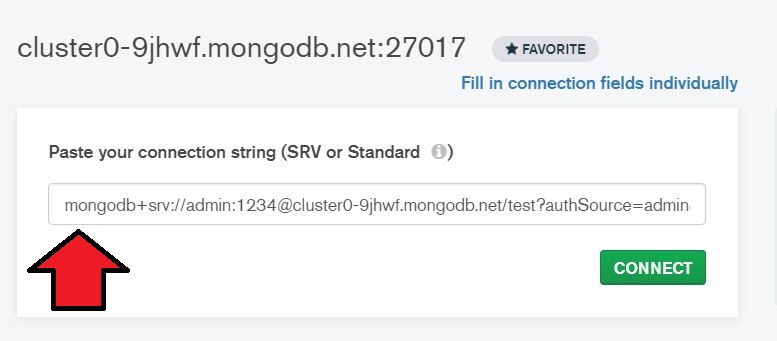 cluster0-9jhwf.mongodb.net:27017 ★ FAVORITE
Fill in connection fields individually
Paste your connection string (SRV or Standard i)
mongodb+srv://admin:1234@cluster0-9jhwf.mongodb.net/test?authSource=admin
CONNECT